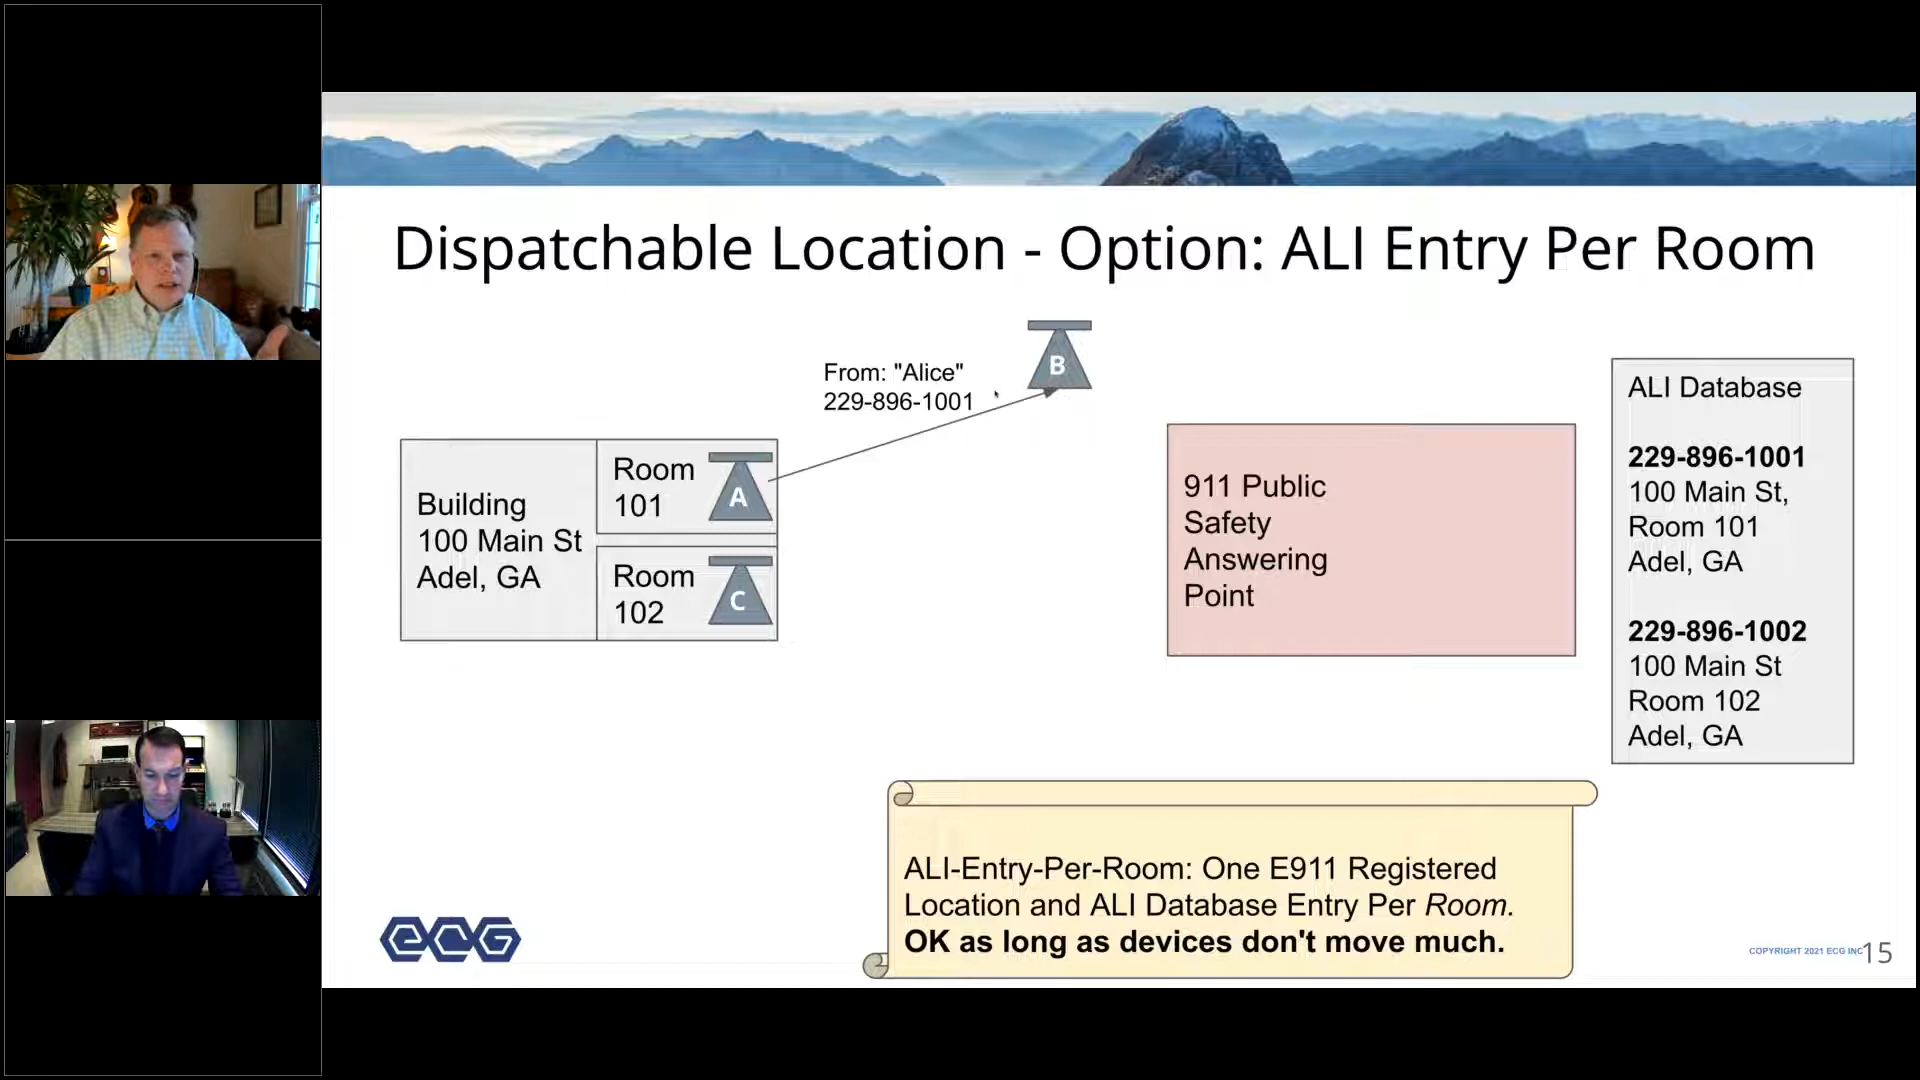 Dispatchable Location - Option: ALI Entry Per Room
From: "Alice"
229-896-1001
B
Building
100 Main St
Adel, GA
Room
101
A
Room
102
C
911 Public
Safety
Answering
Point
ALI Database
229-896-1001
100 Main St,
Room 101
Adel, GA
229-896-1002
100 Main St
Room 102
Adel, GA
ALI-Entry-Per-Room: One E911 Registered
Location and ALI Database Entry Per Room.
OK as long as devices don't move much.
ECG
COPYRIGHT 2021 ECG INC
15